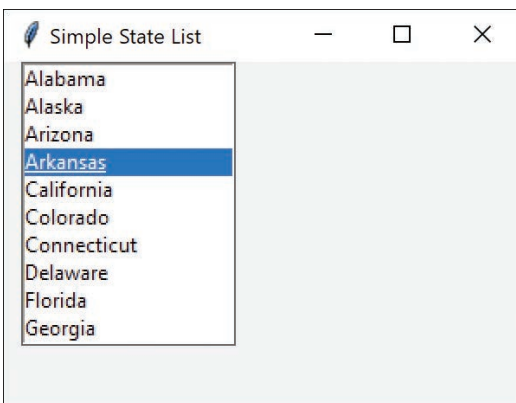 Simple State List
Alabama
Alaska
Arizona
Arkansas
California
Colorado
Connecticut
Delaware
Florida
Georgia